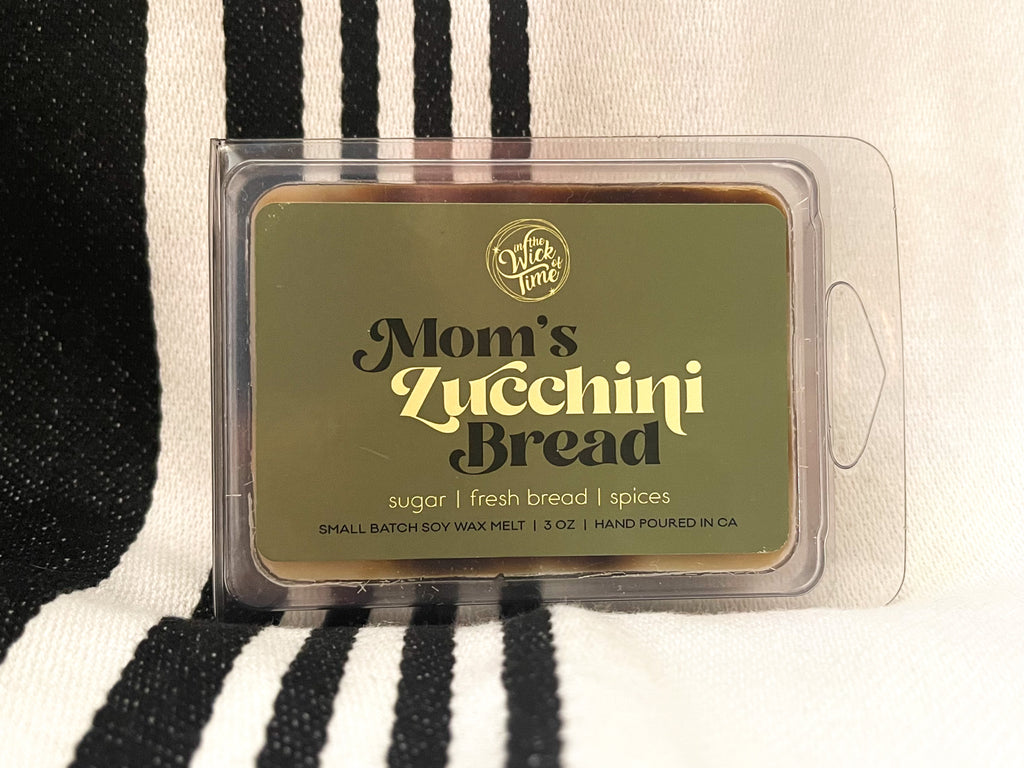 in the
Wick
of
Time
Mom's
Zucchini
Bread
sugar | fresh bread | spices
SMALL BATCH SOY WAX MELT | 3 OZ | HAND POURED IN CA